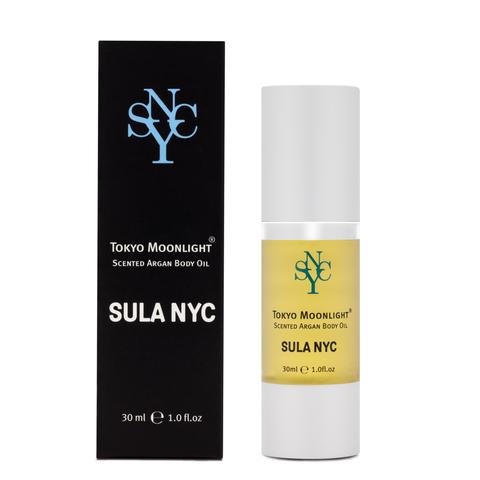 SNYC
TOKYO MOONLIGHT®
SCENTED ARGAN BODY OIL
SULA NYC
30 ml ℮ 1.0 fl.oz
SNYC
TOKYO MOONLIGHT®
SCENTED ARGAN BODY OIL
SULA NYC
30ml ℮ 1.0fl.oz